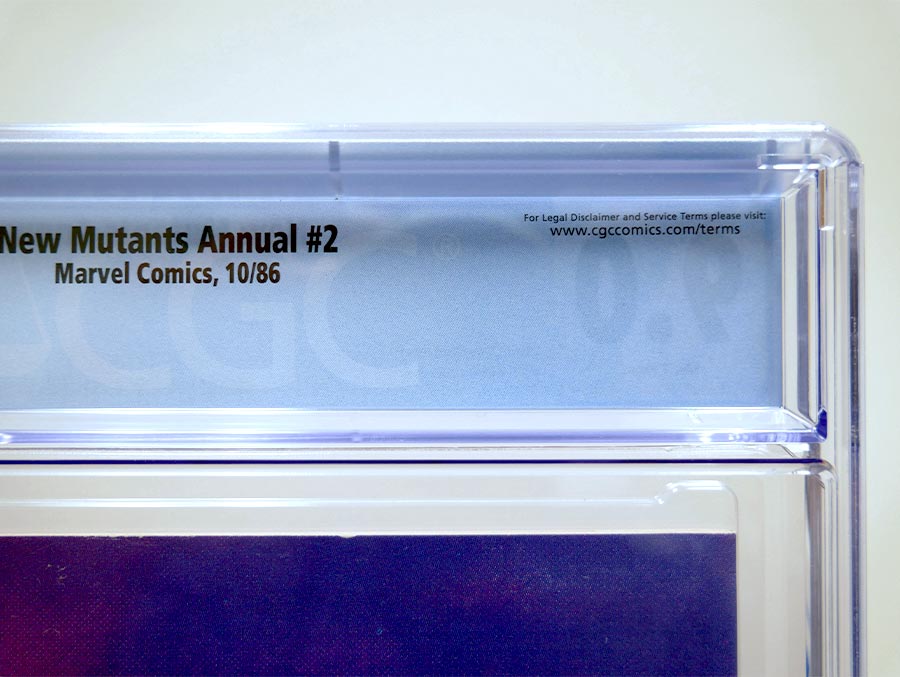 New Mutants Annual #2
Marvel Comics, 10/86
For Legal Disclaimer and Service Terms please visit:
www.cgccomics.com/terms
CGC®